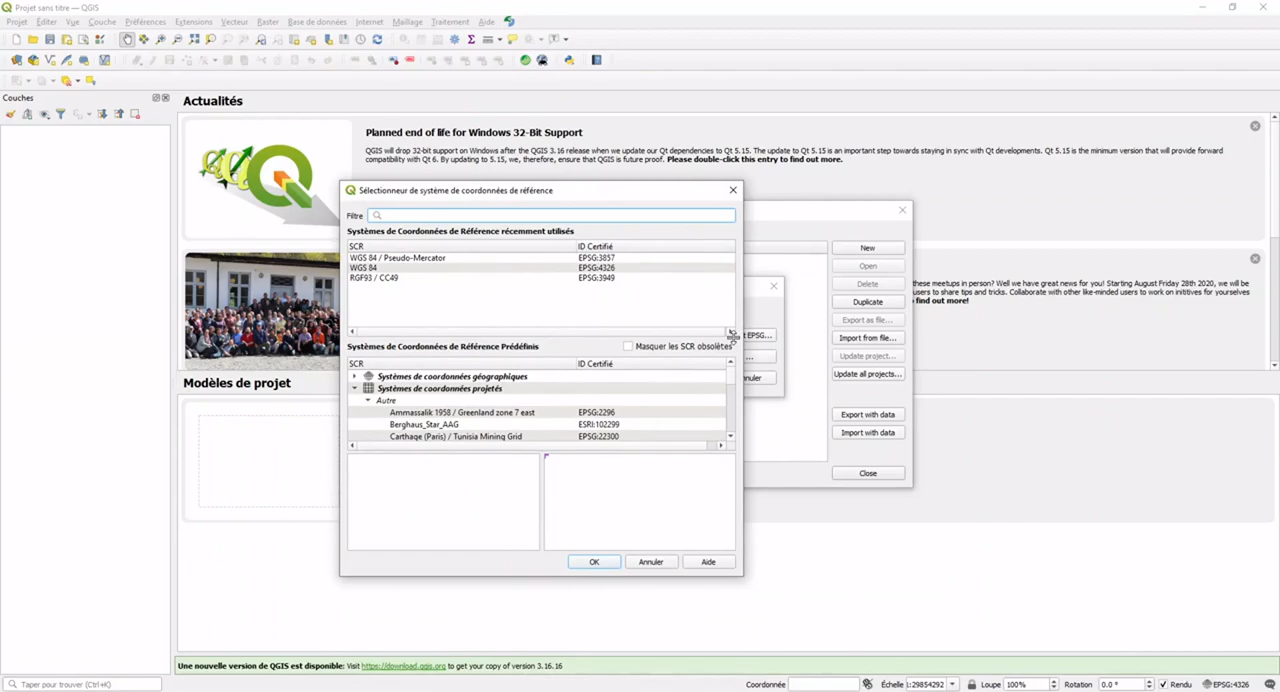 Projet sans titre — QGIS
Projet Éditer Vue Couche Préférences Extensions Vecteur Raster Base de données Internet Maillage Traitement Aide
Couches
Actualités
Planned end of life for Windows 32-Bit Support
QGIS will drop 32-bit support on Windows after the QGIS 3.16 release when we update our Qt dependencies to Qt 5.15. The update to Qt 5.15 is an important step towards staying in sync with Qt developments. Qt 5.15 is the minimum version that will provide forward
compatibility with Qt 6. By updating to 5.15, we, therefore, ensure that QGIS is future proof. Please double-click this entry to find out more.
Sélectionneur de système de coordonnées de référence
Filtre
Systèmes de Coordonnées de Référence récemment utilisés
SCR ID Certifié
WGS 84 / Pseudo-Mercator EPSG:3857
WGS 84 EPSG:4326
RGF93 / CC49 EPSG:3949
Systèmes de Coordonnées de Référence Prédéfinis
Masquer les SCR obsolètes
SCR ID Certifié
Systèmes de coordonnées géographiques
Systèmes de coordonnées projetés
Autre
Ammassalik 1958 / Greenland zone 7 east EPSG:2296
Berghaus_Star_AAG ESRI:102299
Carthage (Paris) / Tunisia Mining Grid EPSG:22300
OK Annuler Aide
t EPSG...
...
nuler
New
Open
Delete
Duplicate
Export as file...
Import from file...
Update project...
Update all projects...
Export with data
Import with data
Close
these meetups in person? Well we have great news for you! Starting August Friday 28th 2020, we will be
users to share tips and tricks. Collaborate with other like-minded users to work on initives for yourselves
find out more!
Modèles de projet
Une nouvelle version de QGIS est disponible: Visit https://download.qgis.org to get your copy of version 3.16.16
Taper pour trouver (Ctrl+K)
Coordonnée Échelle 1:29854292 Loupe 100% Rotation 0.0 ° Rendu EPSG:4326